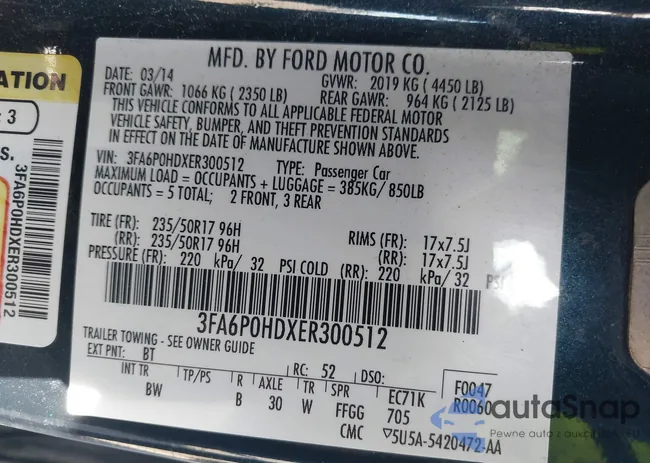 ATION
: 3
S.
3FA6P0HDXER300512
MFD. BY FORD MOTOR CO.
DATE: 03/14 GVWR: 2019 KG ( 4450 LB)
FRONT GAWR: 1066 KG ( 2350 LB) REAR GAWR: 964 KG ( 2125 LB)
THIS VEHICLE CONFORMS TO ALL APPLICABLE FEDERAL MOTOR
VEHICLE SAFETY, BUMPER, AND THEFT PREVENTION STANDARDS
IN EFFECT ON THE DATE OF MANUFACTURE SHOWN ABOVE.
VIN: 3FA6P0HDXER300512 TYPE: Passenger Car
MAXIMUM LOAD = OCCUPANTS + LUGGAGE = 385KG/ 850LB
OCCUPANTS = 5 TOTAL; 2 FRONT, 3 REAR
TIRE (FR): 235/50R17 96H RIMS (FR): 17x7.5J
(RR): 235/50R17 96H (RR): 17x7.5J
PRESSURE (FR): 220 kPa/ 32 PSI COLD (RR): 220 kPa/ 32 PSI
3FA6P0HDXER300512
TRAILER TOWING - SEE OWNER GUIDE
EXT PNT: BT RC: 52 DSO: F0047
INT TR TP/PS R AXLE TR SPR EC71K R0060
BW B 30 W FFGG 705
CMC ▽5U5A-5420472-AA
autoSnap
Pewne auto z aukcji